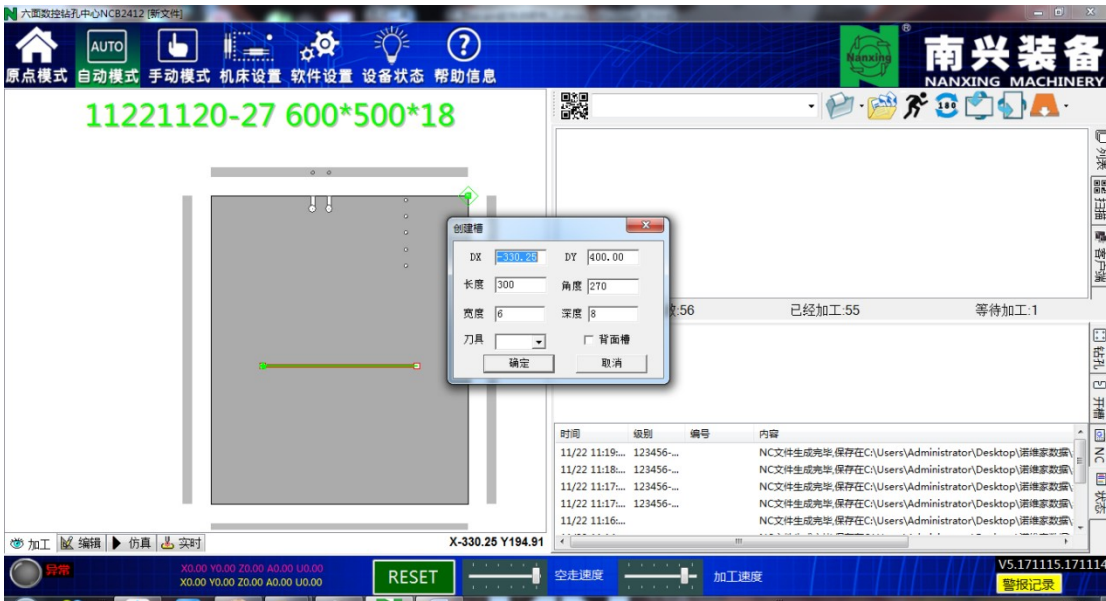 六面数控钻孔中心NCB2412 [新文件]
AUTO
原点模式 自动模式 手动模式 机床设置 软件设置 设备状态 帮助信息
Nanxing
®
南兴装备
NANXING MACHINERY
11221120-27 600*500*18
180
列表
扫描
客户端
创建槽
DX -330.25 DY 400.00
长度 300 角度 270
宽度 6 深度 8
刀具 背面槽
确定 取消
:56 已经加工:55 等待加工:1
钻孔
开槽
NC
状态
时间 级别 编号 内容
11/22 11:19:... 123456-... NC文件生成完毕,保存在C:\Users\Administrator\Desktop\诺维家数据\
11/22 11:18:... 123456-... NC文件生成完毕,保存在C:\Users\Administrator\Desktop\诺维家数据\
11/22 11:17:... 123456-... NC文件生成完毕,保存在C:\Users\Administrator\Desktop\诺维家数据\
11/22 11:17:... 123456-... NC文件生成完毕,保存在C:\Users\Administrator\Desktop\诺维家数据\
11/22 11:16:... NC文件生成完毕,保存在C:\Users\Administrator\Desktop\诺维家数据\
加工 编辑 仿真 实时 X-330.25 Y194.91
异常
X0.00 Y0.00 Z0.00 A0.00 U0.00
X0.00 Y0.00 Z0.00 A0.00 U0.00
RESET
空走速度
加工速度
V5.171115.171114
警报记录